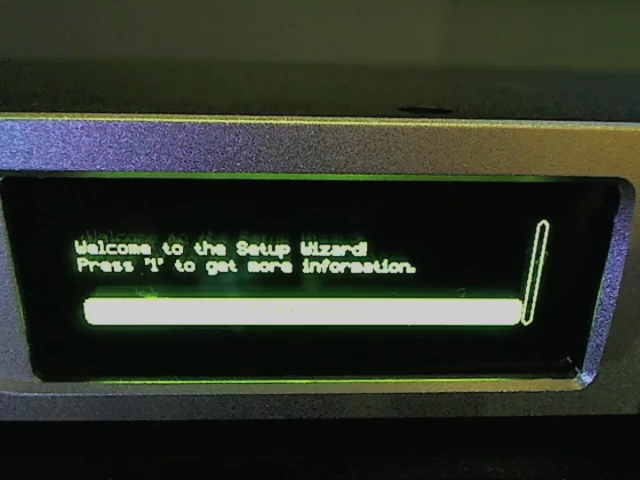 Welcome to the Setup Wizard!
Press '1' to get more information.